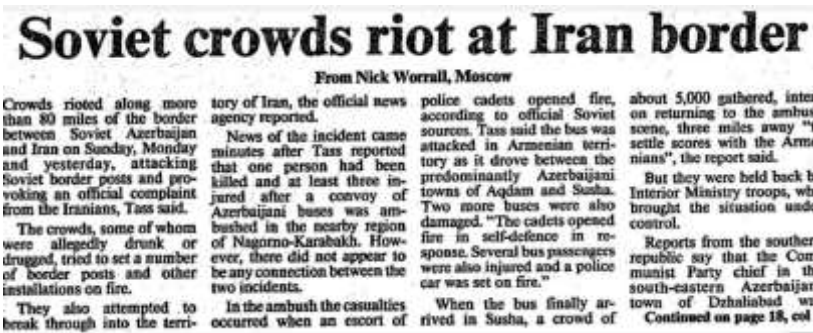 Soviet crowds riot at Iran border
From Nick Worrall, Moscow
Crowds rioted along more
than 80 miles of the border
between Soviet Azerbaijan
and Iran on Sunday, Monday
and yesterday, attacking
Soviet border posts and pro-
voking an official complaint
from the Iranians, Tass said.
The crowds, some of whom
were allegedly drunk or
drugged, tried to set a number
of border posts and other
installations on fire.
They also attempted to
break through into the terri-
tory of Iran, the official news
agency reported.
News of the incident came
minutes after Tass reported
that one person had been
killed and at least three in-
jured after a convoy of
Azerbaijani buses was am-
bushed in the nearby region
of Nagorno-Karabakh. How-
ever, there did not appear to
be any connection between the
two incidents.
In the ambush the casualties
occurred when an escort of
police cadets opened fire,
according to official Soviet
sources. Tass said the bus was
attacked in Armenian terri-
tory as it drove between the
predominantly Azerbaijani
towns of Aqdam and Susha.
Two more buses were also
damaged. "The cadets opened
fire in self-defence in re-
sponse. Several bus passengers
were also injured and a police
car was set on fire."
When the bus finally ar-
rived in Susha, a crowd of
about 5,000 gathered, inten
on returning to the ambus
scene, three miles away "t
settle scores with the Arme
nians", the report said.
But they were held back b
Interior Ministry troops, wh
brought the situation unde
control.
Reports from the souther
republic say that the Com
munist Party chief in th
south-eastern Azerbaijan
town of Dzhaliabad wa
Continued on page 18, col